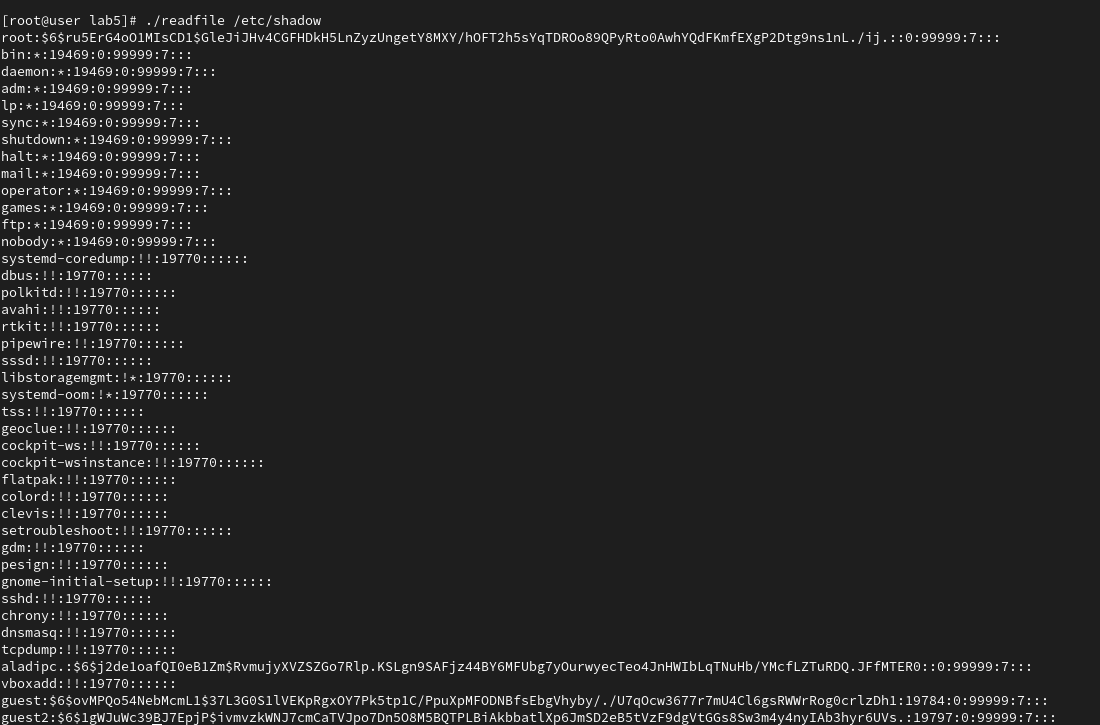 [root@user lab5]# ./readfile /etc/shadow
root:$6$ru5ErG4oO1MIsCD1$GleJiJHv4CGFHDkH5LnZyzUngetY8MXY/hOFT2h5sYqTDROo89QPyRto0AwhYQdFKmfEXgP2Dtg9ns1nL./ij.::0:99999:7:::
bin:*:19469:0:99999:7:::
daemon:*:19469:0:99999:7:::
adm:*:19469:0:99999:7:::
lp:*:19469:0:99999:7:::
sync:*:19469:0:99999:7:::
shutdown:*:19469:0:99999:7:::
halt:*:19469:0:99999:7:::
mail:*:19469:0:99999:7:::
operator:*:19469:0:99999:7:::
games:*:19469:0:99999:7:::
ftp:*:19469:0:99999:7:::
nobody:*:19469:0:99999:7:::
systemd-coredump:!!:19770::::::
dbus:!!:19770::::::
polkitd:!!:19770::::::
avahi:!!:19770::::::
rtkit:!!:19770::::::
pipewire:!!:19770::::::
sssd:!!:19770::::::
libstoragemgmt:!*:19770::::::
systemd-oom:!*:19770::::::
tss:!!:19770::::::
geoclue:!!:19770::::::
cockpit-ws:!!:19770::::::
cockpit-wsinstance:!!:19770::::::
flatpak:!!:19770::::::
colord:!!:19770::::::
clevis:!!:19770::::::
setroubleshoot:!!:19770::::::
gdm:!!:19770::::::
pesign:!!:19770::::::
gnome-initial-setup:!!:19770::::::
sshd:!!:19770::::::
chrony:!!:19770::::::
dnsmasq:!!:19770::::::
tcpdump:!!:19770::::::
aladipc.:$6$j2de1oafQI0eB1Zm$RvmujyXVZSZGo7Rlp.KSLgn9SAFjz44BY6MFUbg7yOurwyecTeo4JnHWIbLqTNuHb/YMcfLZTuRDQ.JFfMTER0::0:99999:7:::
vboxadd:!!:19770::::::
guest:$6$ovMPQo54NebMcmL1$37L3G0S1lVEKpRgxOY7Pk5tp1C/PpuXpMFODNBfsEbgVhyby/./U7qOcw3677r7mU4Cl6gsRWWrRog0crlzDh1:19784:0:99999:7:::
guest2:$6$1gWJuWc39BJ7EpjP$ivmvzkWNJ7cmCaTVJpo7Dn5O8M5BQTPLBiAkbbatlXp6JmSD2eB5tVzF9dgVtGGs8Sw3m4y4nyIAb3hyr6UVs.:19797:0:99999:7:::